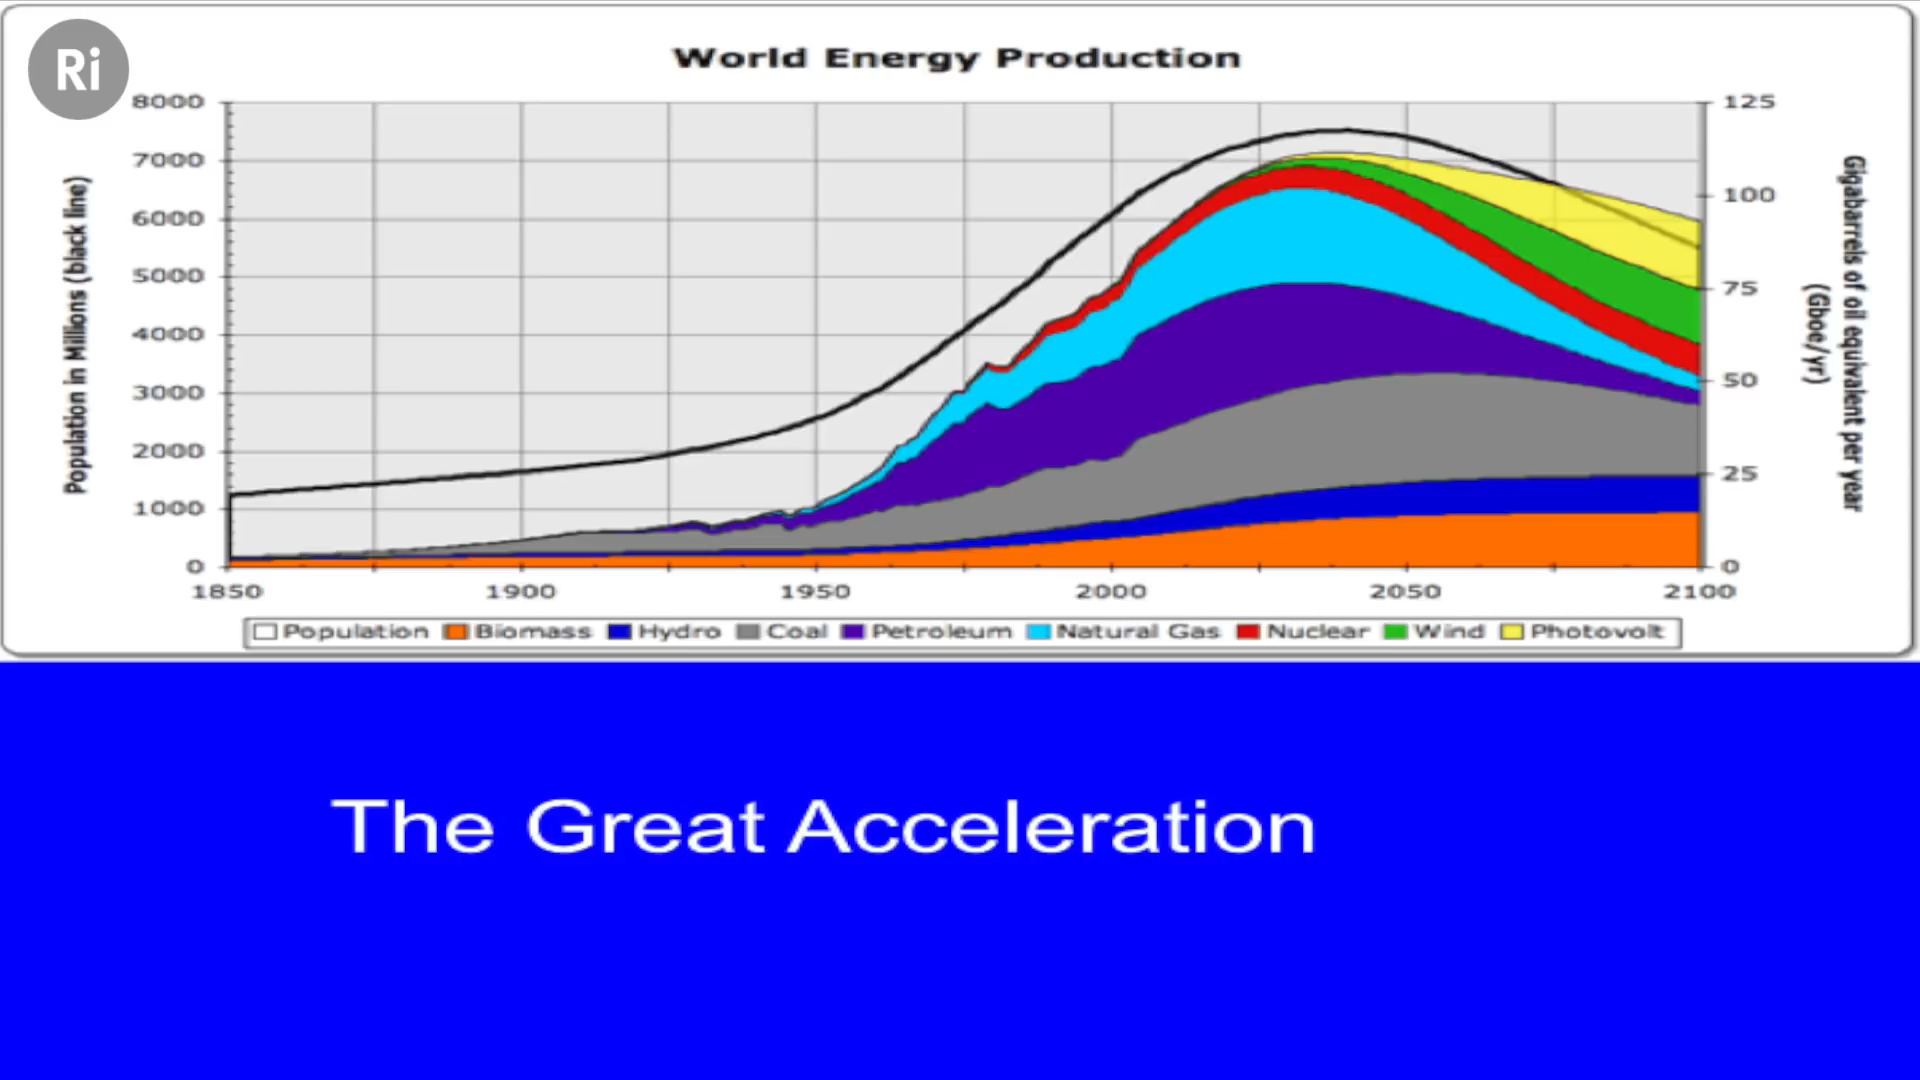 Ri
World Energy Production
8000
7000
6000
5000
4000
3000
2000
1000
0
Population in Millions (black line)
125
100
75
50
25
0
Gigabarrels of oil equivalent per year
(Gboe/yr)
1850 1900 1950 2000 2050 2100
Population Biomass Hydro Coal Petroleum Natural Gas Nuclear Wind Photovolt
The Great Acceleration